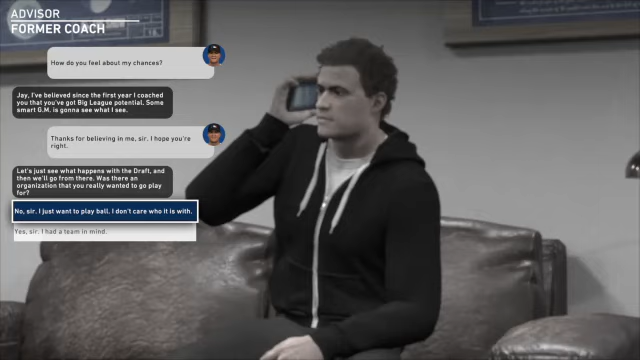 ADVISOR
FORMER COACH
How do you feel about my chances?
Jay, I've believed since the first year I coached
you that you've got Big League potential. Some
smart G.M. is gonna see what I see.
Thanks for believing in me, sir. I hope you're
right.
Let's just see what happens with the Draft, and
then we'll go from there. Was there an
organization that you really wanted to go play
for?
No, sir. I just want to play ball. I don't care who it is with.
Yes, sir. I had a team in mind.